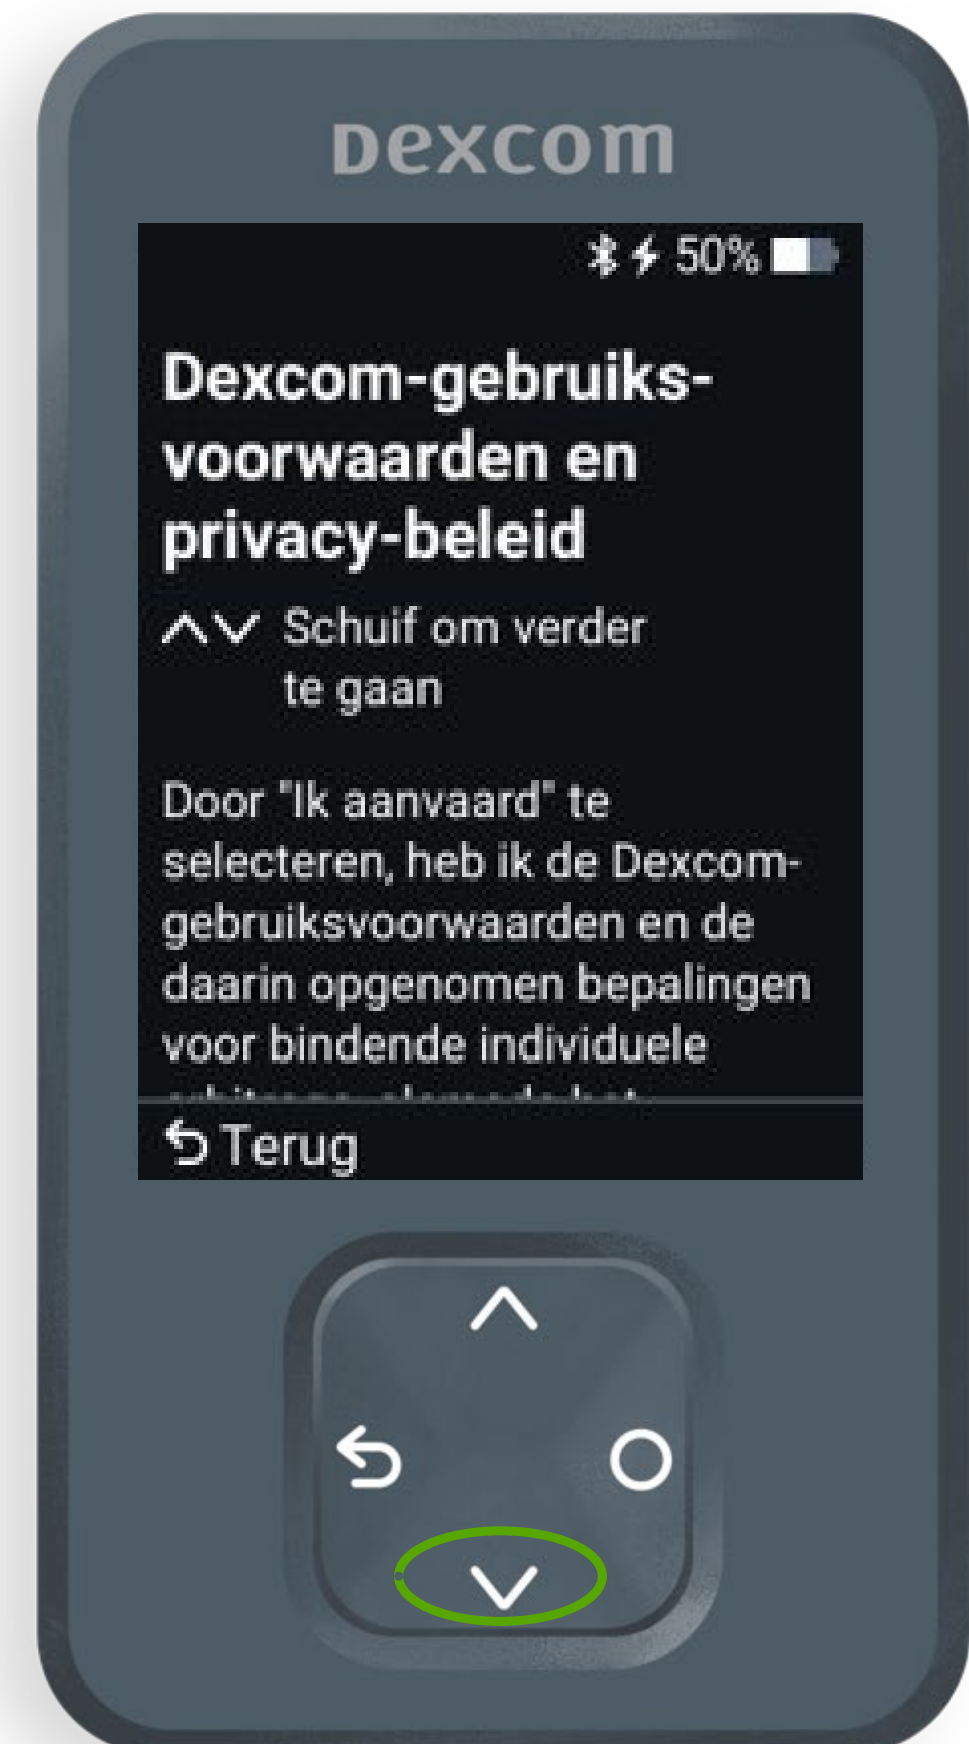 Dexcom
50%
Dexcom-gebruiks-
voorwaarden en
privacy-beleid
Schuif om verder
te gaan
Door "Ik aanvaard" te
selecteren, heb ik de Dexcom-
gebruiksvoorwaarden en de
daarin opgenomen bepalingen
voor bindende individuele
Terug